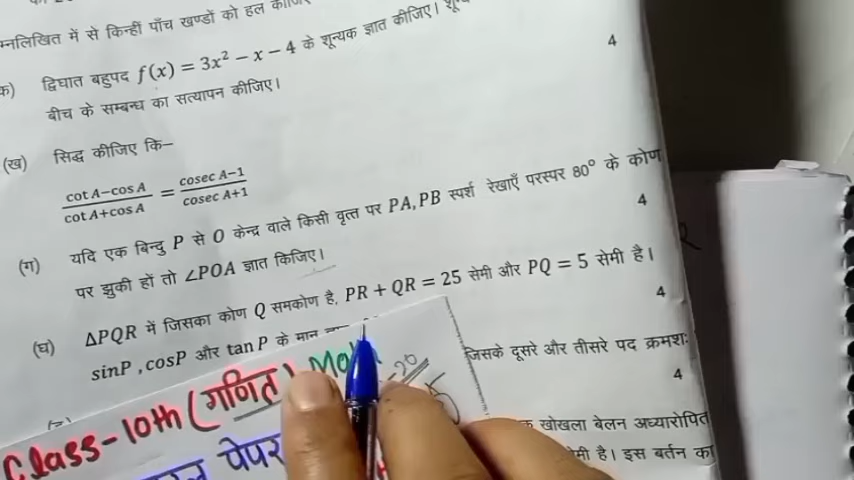 म्नलिखित में से किन्हीं पाँच खण्डों को हल
क) द्विघात बहुपद f(x) = 3x² − x − 4 के शून्यक ज्ञात कीजिए।
बीच के सम्बन्ध का सत्यापन कीजिए। 4
(ख) सिद्ध कीजिए कि–
(cot A−cos A)/(cot A+cos A) = (cosec A−1)/(cosec A+1)
(ग) यदि एक बिन्दु P से O केन्द्र वाले किसी वृत्त पर PA,PB स्पर्श रेखाएँ परस्पर 80° के कोण
पर झुकी हों तो ∠POA ज्ञात किजिए। 4
(घ) ΔPQR में जिसका कोण Q समकोण है, PR + QR = 25 सेमी और PQ = 5 सेमी है।
sinP , cosP और tan P के मान 4
जिसके दूसरे और तीसरे पद क्रमशः
4
खोखला बेलन अध्यारोपित
है। इस बर्तन का
Class-10th (गणित)
पेपर